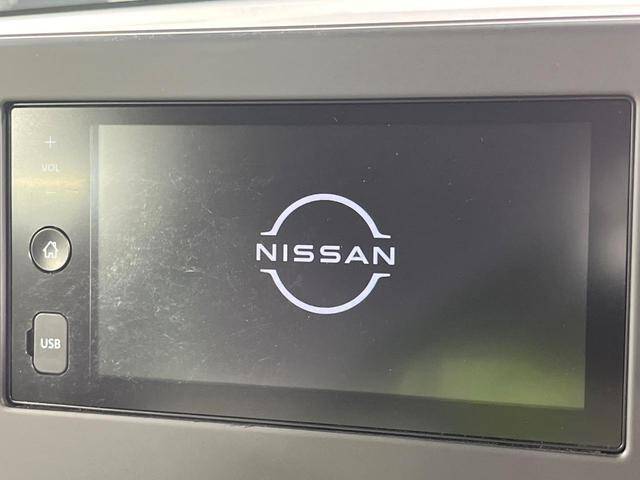 +
VOL
-
NISSAN
USB